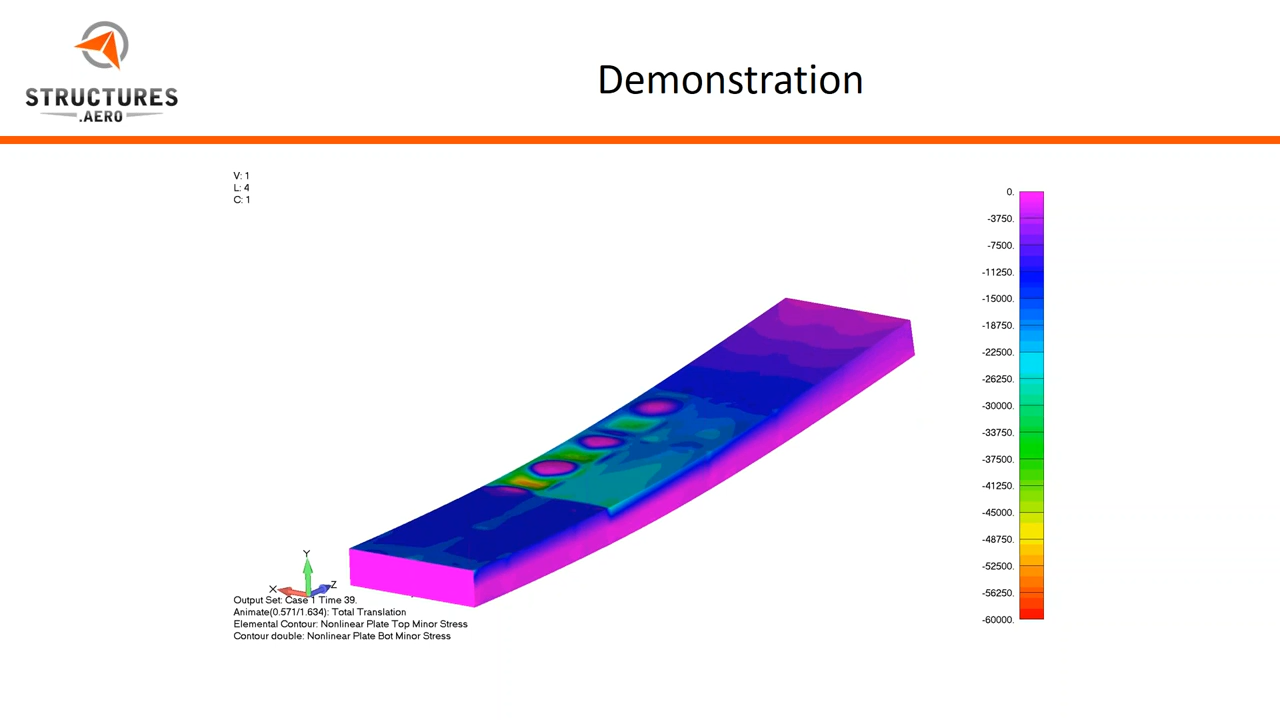 STRUCTURES
.AERO
Demonstration
V: 1
L: 4
C: 1
0.
-3750.
-7500.
-11250.
-15000.
-18750.
-22500.
-26250.
-30000.
-33750.
-37500.
-41250.
-45000.
-48750.
-52500.
-56250.
-60000.
Y
X
Z
Output Set: Case 1 Time 39.
Animate(0.571/1.634): Total Translation
Elemental Contour: Nonlinear Plate Top Minor Stress
Contour double: Nonlinear Plate Bot Minor Stress